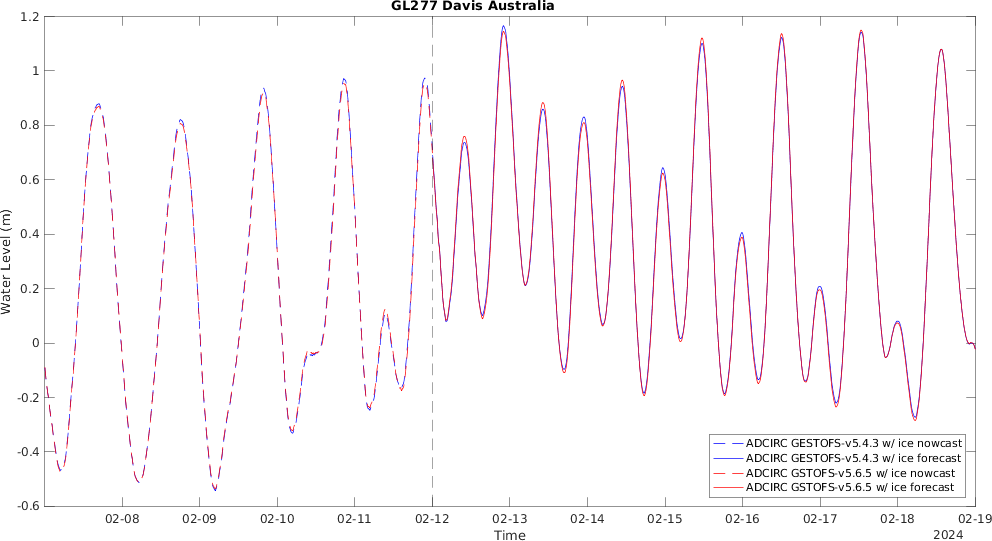 GL277 Davis Australia
1.2
1
0.8
0.6
0.4
0.2
0
-0.2
-0.4
-0.6
Water Level (m)
ADCIRC GESTOFS-v5.4.3 w/ ice nowcast
ADCIRC GESTOFS-v5.4.3 w/ ice forecast
ADCIRC GSTOFS-v5.6.5 w/ ice nowcast
ADCIRC GSTOFS-v5.6.5 w/ ice forecast
02-08 02-09 02-10 02-11 02-12 02-13 02-14 02-15 02-16 02-17 02-18 02-19
Time
2024